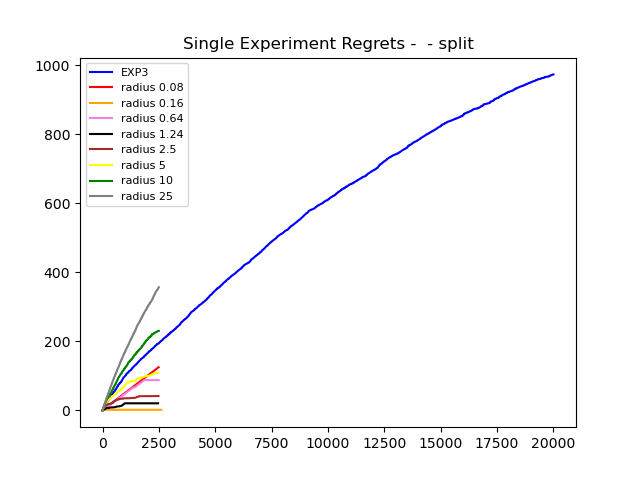 Single Experiment Regrets -  - split
1000
800
600
400
200
0
EXP3
radius 0.08
radius 0.16
radius 0.64
radius 1.24
radius 2.5
radius 5
radius 10
radius 25
0 2500 5000 7500 10000 12500 15000 17500 20000